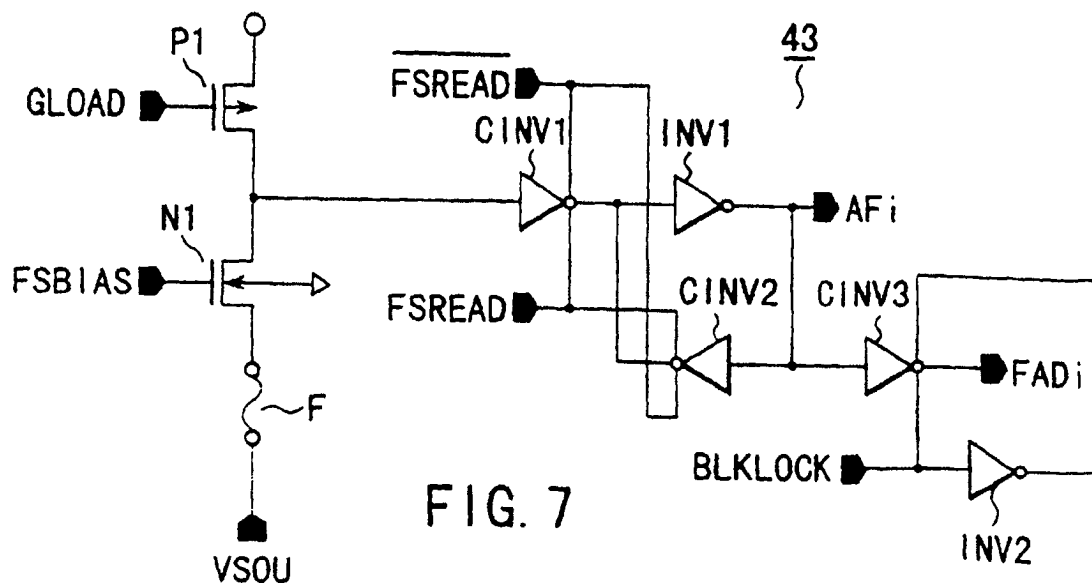 43
P1
FSREAD
GLOAD
CINV1
INV1
AFi
N1
FSBIAS
FSREAD
CINV2
CINV3
FADi
F
BLKLOCK
FIG. 7
INV2
VSOU